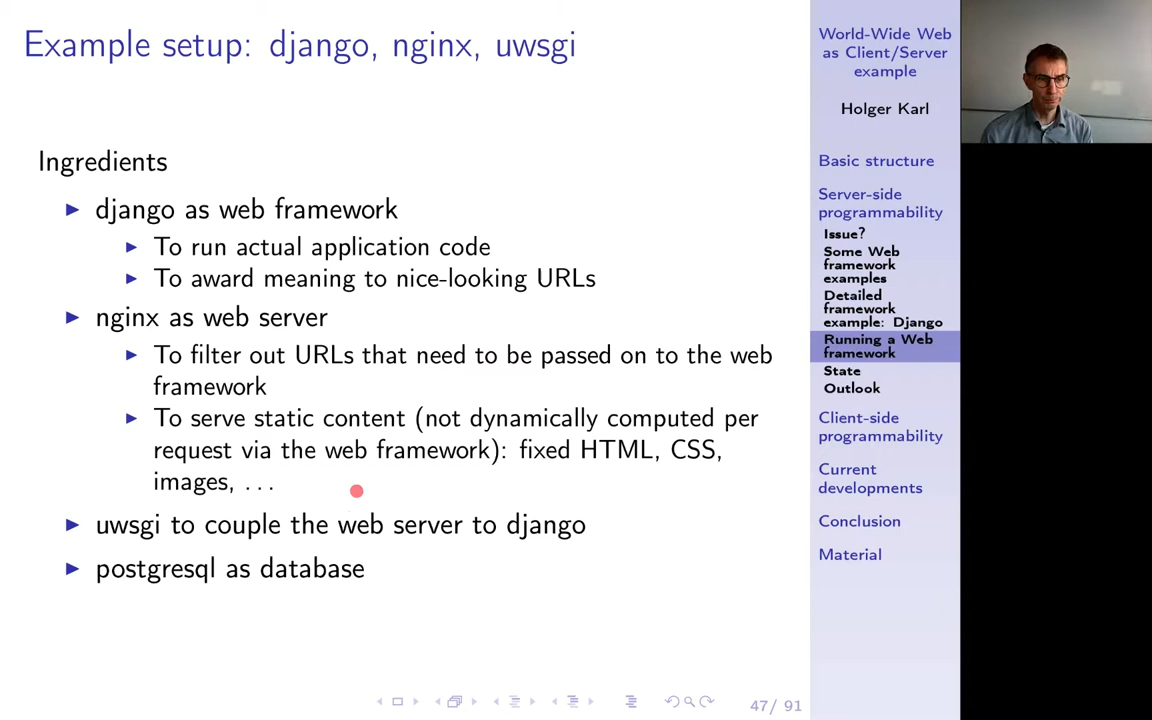 Example setup: django, nginx, uwsgi
Ingredients
django as web framework
To run actual application code
To award meaning to nice-looking URLs
nginx as web server
To filter out URLs that need to be passed on to the web
framework
To serve static content (not dynamically computed per
request via the web framework): fixed HTML, CSS,
images, ...
uwsgi to couple the web server to django
postgresql as database
47/ 91
World-Wide Web
as Client/Server
example
Holger Karl
Basic structure
Server-side
programmability
Issue?
Some Web
framework
examples
Detailed
framework
example: Django
Running a Web
framework
State
Outlook
Client-side
programmability
Current
developments
Conclusion
Material